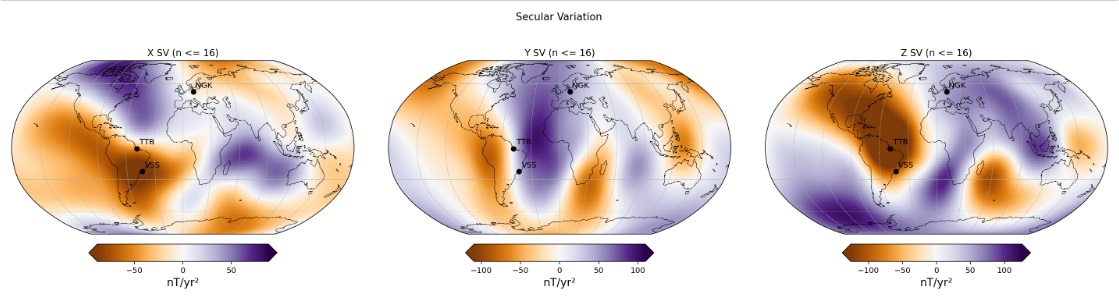 Secular Variation
X SV (n <= 16)
NGK
TTB
VSS
−50 0 50
nT/yr²
Y SV (n <= 16)
NGK
TTB
VSS
−100 −50 0 50 100
nT/yr²
Z SV (n <= 16)
NGK
TTB
VSS
−100 −50 0 50 100
nT/yr²